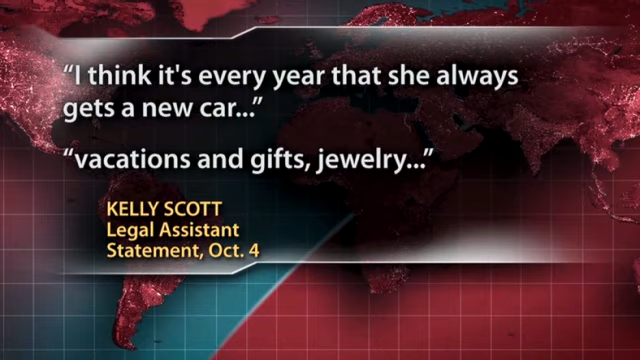 “I think it's every year that she always
gets a new car...”
“vacations and gifts, jewelry...”
KELLY SCOTT
Legal Assistant
Statement, Oct. 4